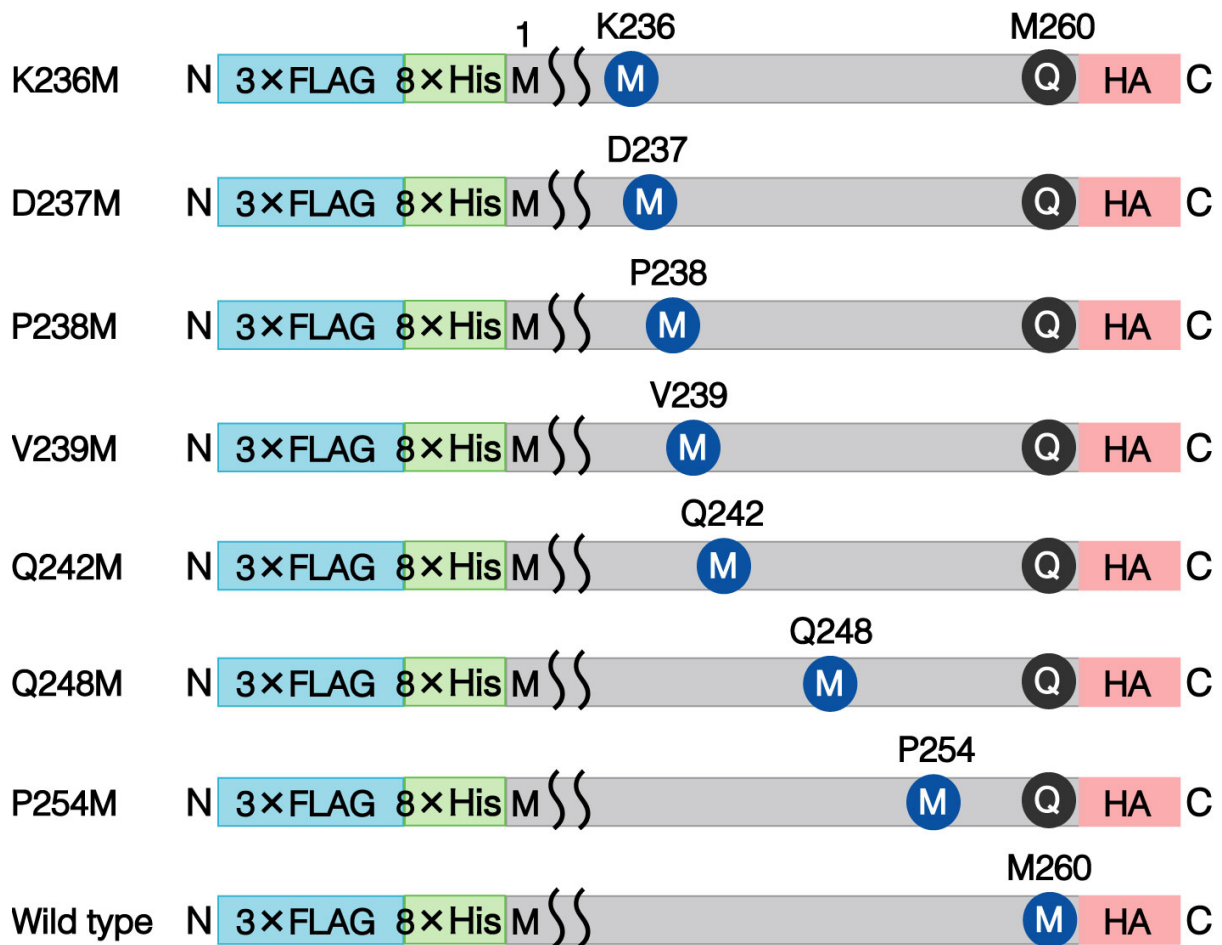 1 K236 M260
K236M N 3×FLAG 8×His M M Q HA C
D237
D237M N 3×FLAG 8×His M M Q HA C
P238
P238M N 3×FLAG 8×His M M Q HA C
V239
V239M N 3×FLAG 8×His M M Q HA C
Q242
Q242M N 3×FLAG 8×His M M Q HA C
Q248
Q248M N 3×FLAG 8×His M M Q HA C
P254
P254M N 3×FLAG 8×His M M Q HA C
M260
Wild type N 3×FLAG 8×His M M HA C